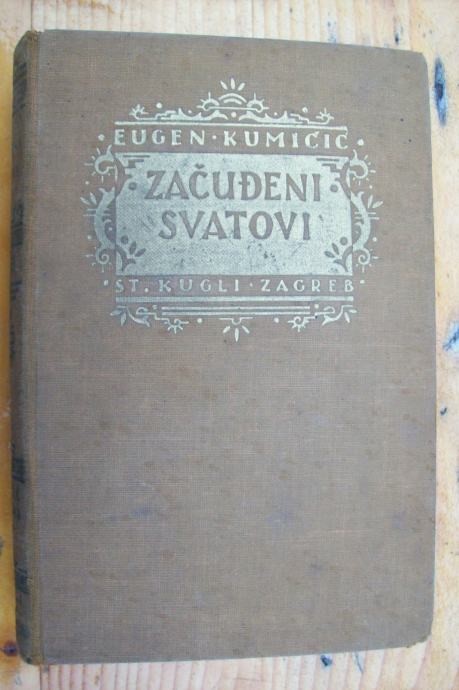 EUGEN · KUMIČIĆ
ZAČUĐENI
SVATOVI
ST. KUGLI · ZAGREB